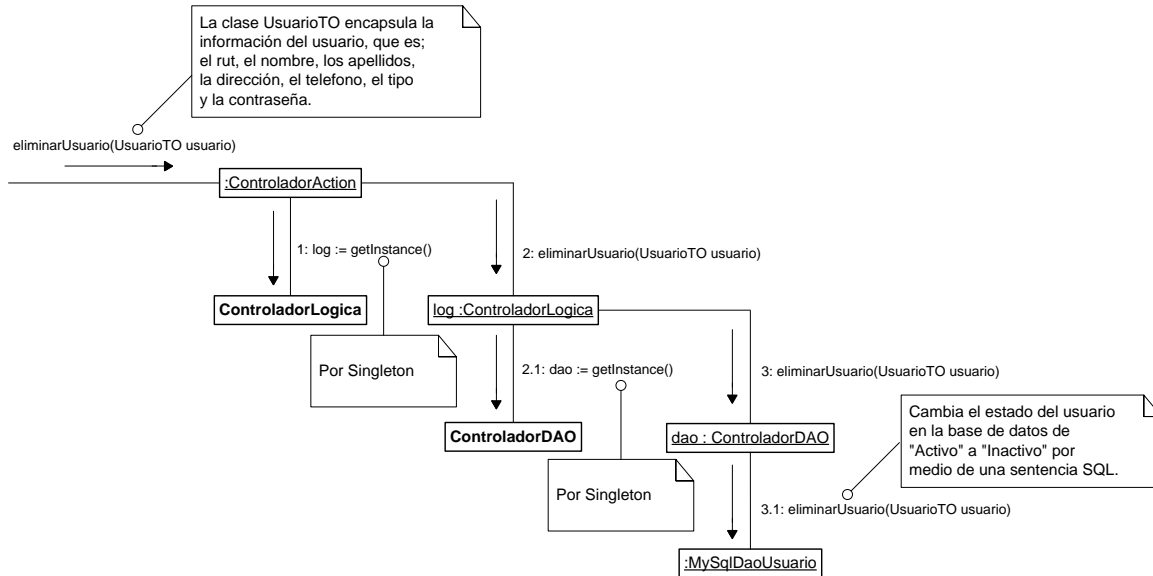 La clase UsuarioTO encapsula la
información del usuario, que es;
el rut, el nombre, los apellidos,
la dirección, el telefono, el tipo
y la contraseña.
eliminarUsuario(UsuarioTO usuario)
:ControladorAction
1: log := getInstance()
2: eliminarUsuario(UsuarioTO usuario)
ControladorLogica
log :ControladorLogica
Por Singleton
2.1: dao := getInstance()
3: eliminarUsuario(UsuarioTO usuario)
Cambia el estado del usuario
en la base de datos de
"Activo" a "Inactivo" por
medio de una sentencia SQL.
ControladorDAO
dao : ControladorDAO
Por Singleton
3.1: eliminarUsuario(UsuarioTO usuario)
:MySqlDaoUsuario